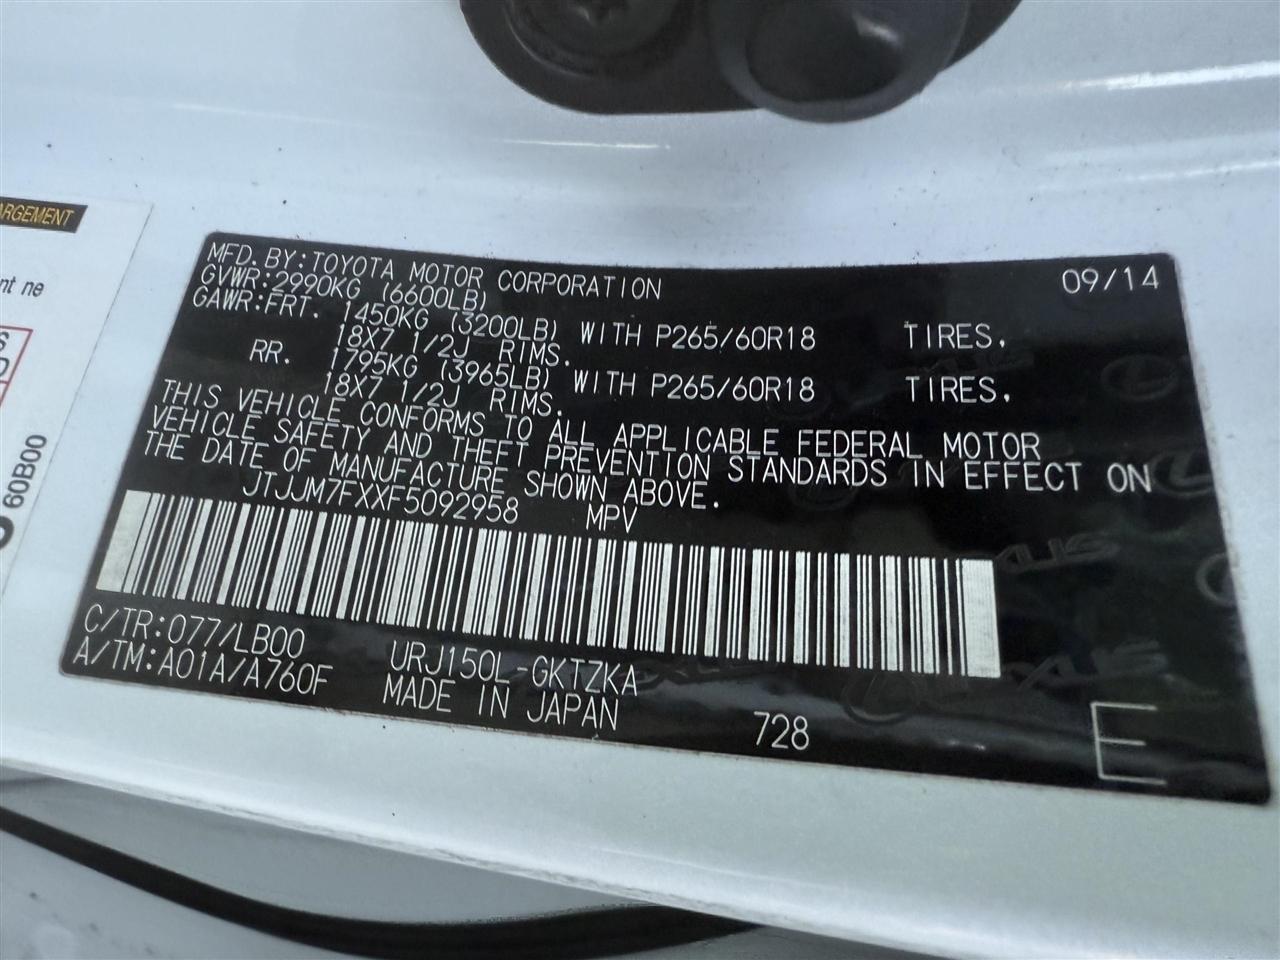 ARGEMENT
nt ne
60B00
MFD. BY:TOYOTA MOTOR CORPORATION 09/14
GVWR:2990KG (6600LB)
GAWR:FRT. 1450KG (3200LB) WITH P265/60R18 TIRES,
18X7 1/2J RIMS.
RR. 1795KG (3965LB) WITH P265/60R18 TIRES,
18X7 1/2J RIMS.
THIS VEHICLE CONFORMS TO ALL APPLICABLE FEDERAL MOTOR
VEHICLE SAFETY AND THEFT PREVENTION STANDARDS IN EFFECT ON
THE DATE OF MANUFACTURE SHOWN ABOVE.
JTJJM7FXXF5092958 MPV
C/TR:077/LB00 URJ150L-GKTZKA
A/TM:A01A/A760F MADE IN JAPAN 728 E